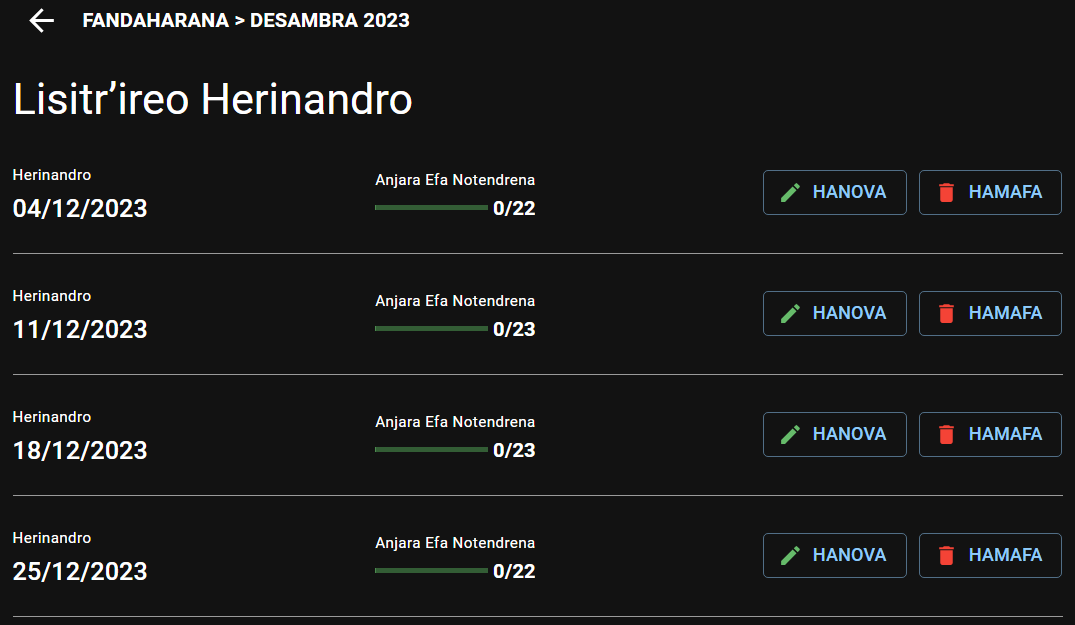 FANDAHARANA > DESAMBRA 2023
Lisitr’ireo Herinandro
Herinandro
04/12/2023
Anjara Efa Notendrena
0/22
HANOVA
HAMAFA
Herinandro
11/12/2023
Anjara Efa Notendrena
0/23
HANOVA
HAMAFA
Herinandro
18/12/2023
Anjara Efa Notendrena
0/23
HANOVA
HAMAFA
Herinandro
25/12/2023
Anjara Efa Notendrena
0/22
HANOVA
HAMAFA